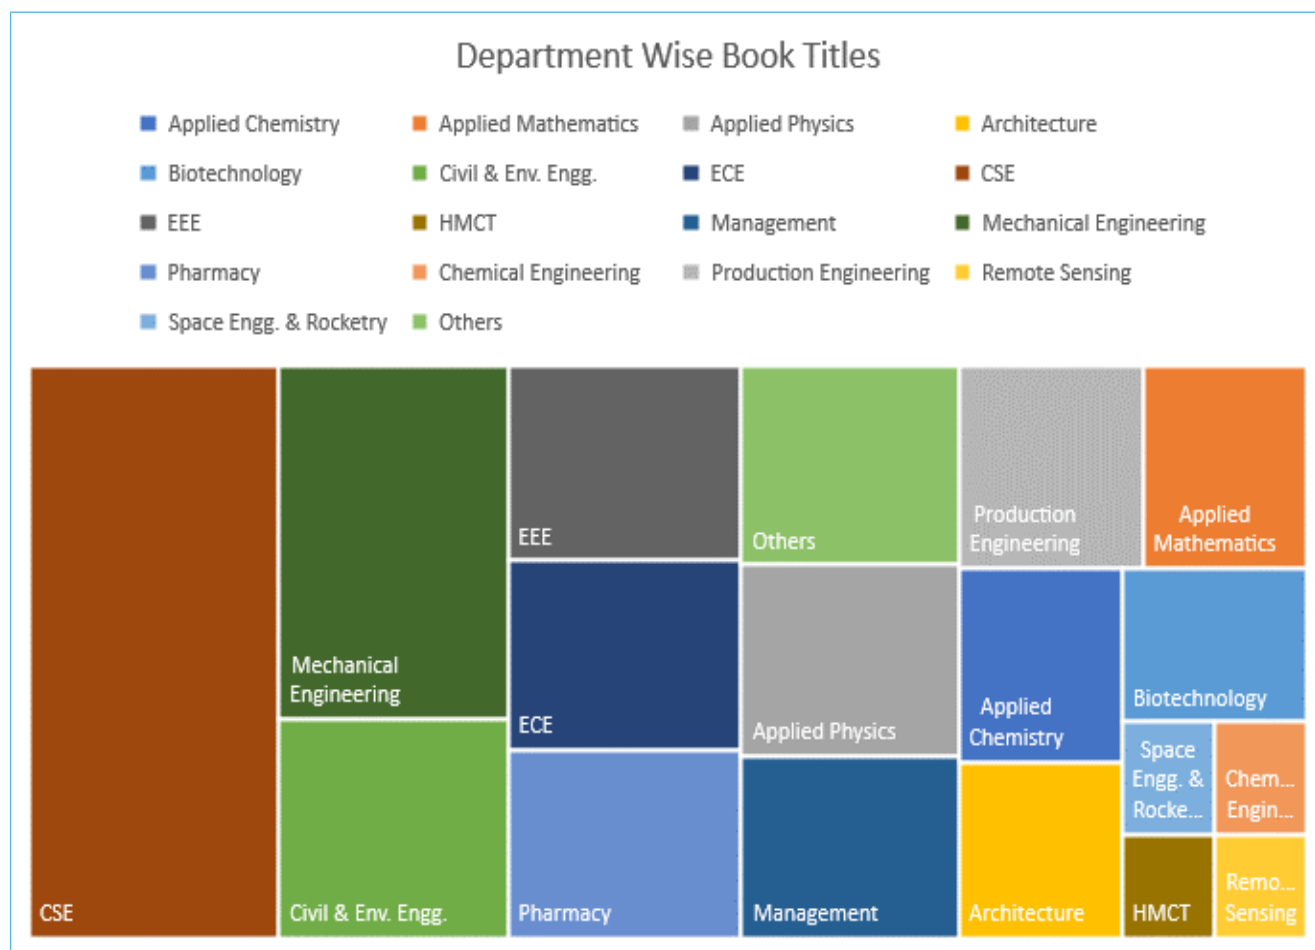 Department Wise Book Titles
Applied Chemistry
Applied Mathematics
Applied Physics
Architecture
Biotechnology
Civil & Env. Engg.
ECE
CSE
EEE
HMCT
Management
Mechanical Engineering
Pharmacy
Chemical Engineering
Production Engineering
Remote Sensing
Space Engg. & Rocketry
Others
CSE
Mechanical
Engineering
Civil & Env. Engg.
EEE
ECE
Pharmacy
Others
Applied Physics
Management
Production
Engineering
Applied
Mathematics
Applied
Chemistry
Architecture
Biotechnology
Space
Engg. &
Rocke...
Chem...
Engin...
HMCT
Remo...
Sensing